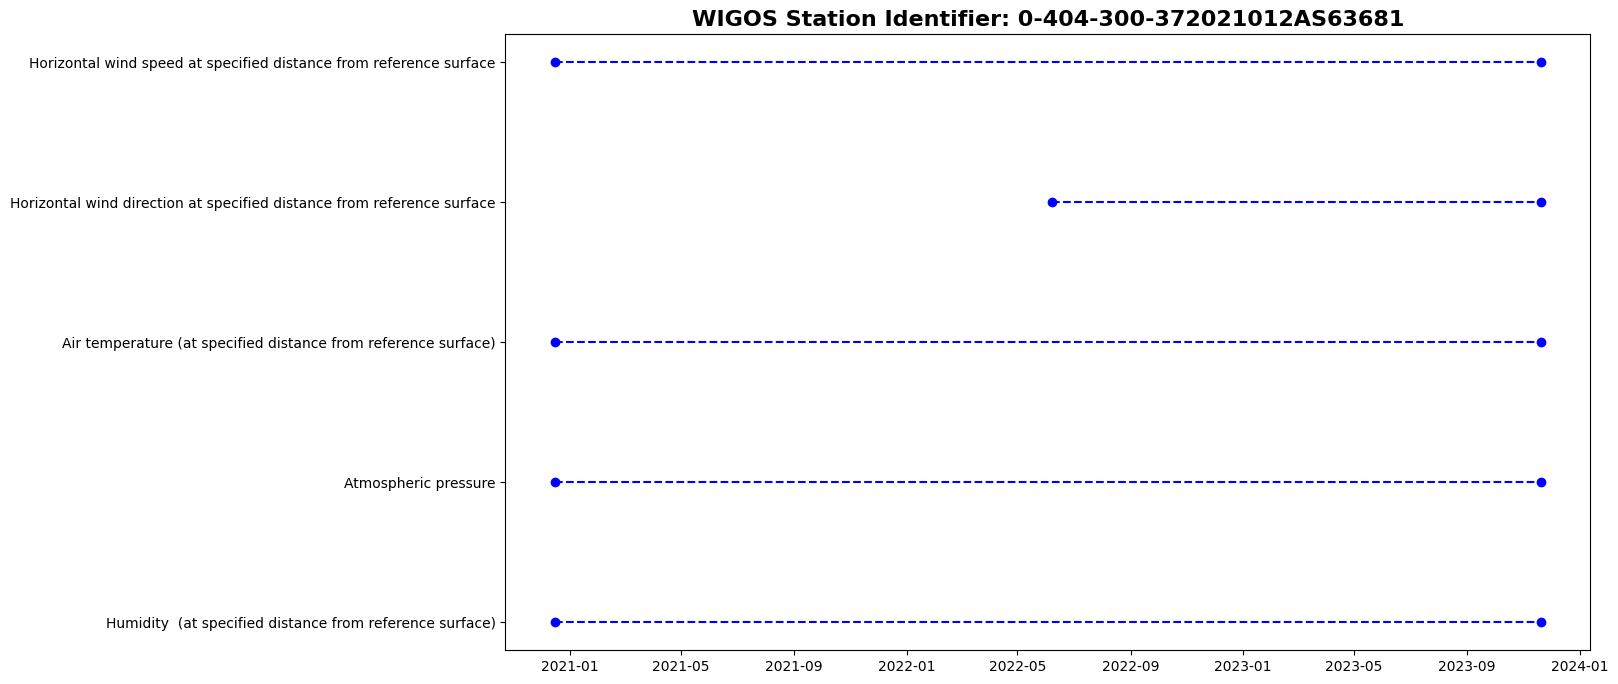 WIGOS Station Identifier: 0-404-300-372021012AS63681
Horizontal wind speed at specified distance from reference surface
Horizontal wind direction at specified distance from reference surface
Air temperature (at specified distance from reference surface)
Atmospheric pressure
Humidity  (at specified distance from reference surface)
2021-01 2021-05 2021-09 2022-01 2022-05 2022-09 2023-01 2023-05 2023-09 2024-01